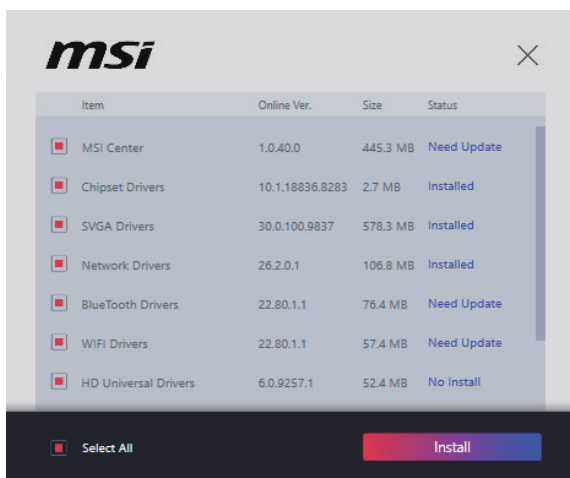 msi
Item Online Ver. Size Status
MSI Center 1.0.40.0 445.3 MB Need Update
Chipset Drivers 10.1.18836.8283 2.7 MB Installed
SVGA Drivers 30.0.100.9837 578.3 MB Installed
Network Drivers 26.2.0.1 106.8 MB Installed
BlueTooth Drivers 22.80.1.1 76.4 MB Need Update
WIFI Drivers 22.80.1.1 57.4 MB Need Update
HD Universal Drivers 6.0.9257.1 52.4 MB No Install
Select All Install